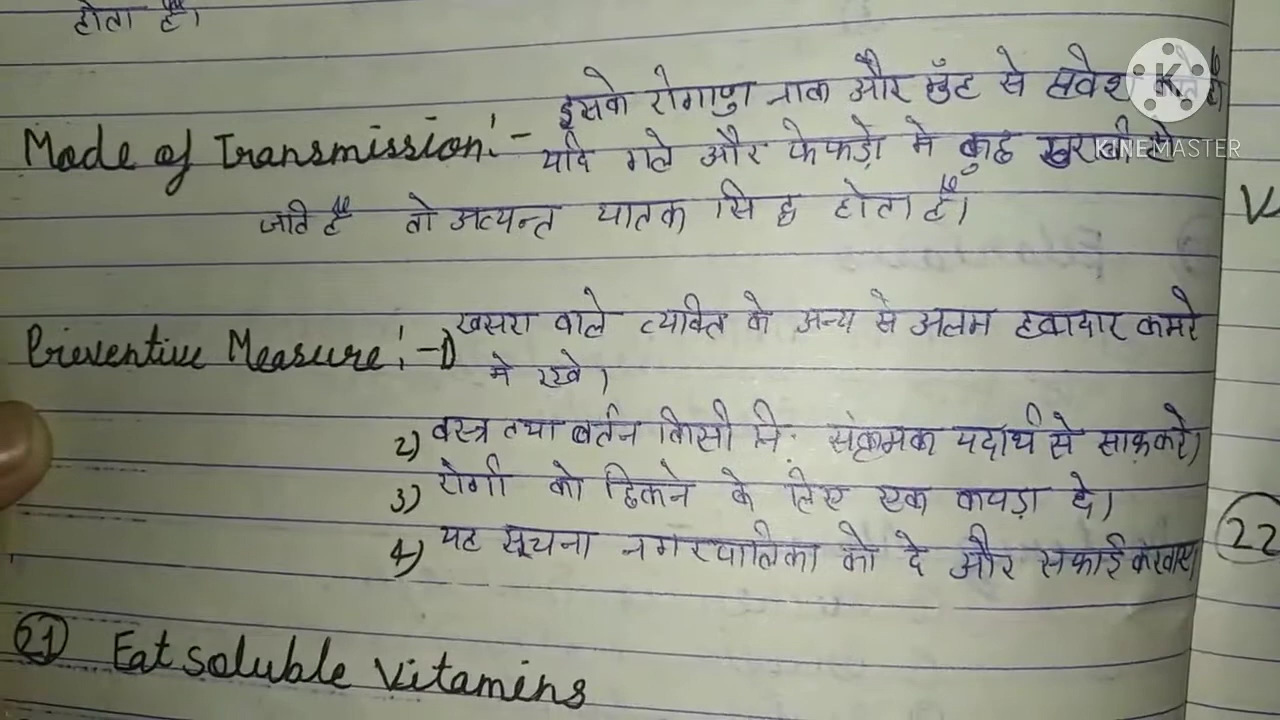 होता है।
इसके रोगाणु नाक और मुँह से प्रवेश करते है।
Mode of Transmission:- यदि गले और फेफड़ो मे कुछ खराबी हो
जाते है तो अत्यन्त घातक सिद्ध होता है।
Preventive Measure:-1) खसरा वाले व्यक्ति के अन्य से अलग हवादार कमरे
मे रखे।
2) वस्त्र तथा बर्तन किसी नि: संक्रमक पदार्थ से साफ करे।
3) रोगी को ढिकने के लिए एक कपड़ा दे।
4) यह सूचना नगरपालिका को दे और सफाई करवाए।
22
21 Eat soluble Vitamins
K
KINEMASTER